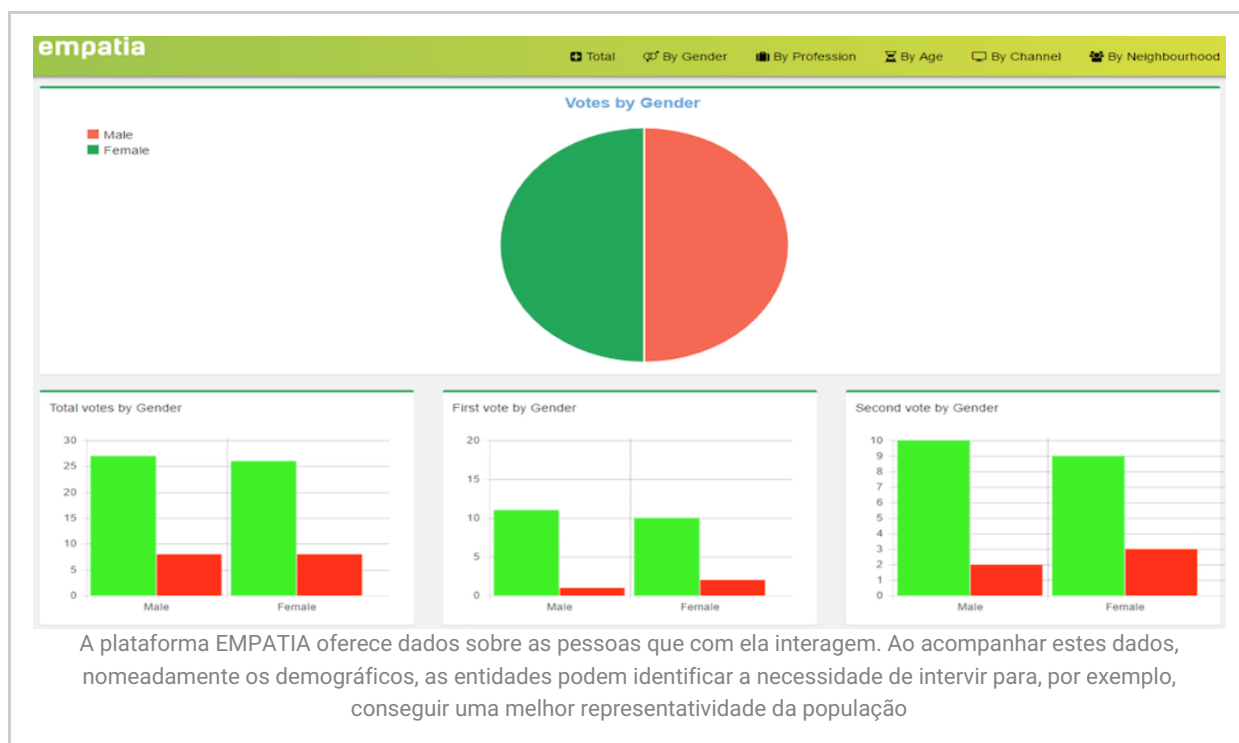 empatia
Total By Gender By Profession By Age By Channel By Neighbourhood
Votes by Gender
Male
Female
Total votes by Gender
30
25
20
15
10
5
0
Male Female
First vote by Gender
20
15
10
5
0
Male Female
Second vote by Gender
10
9
8
7
6
5
4
3
2
1
0
Male Female
A plataforma EMPATIA oferece dados sobre as pessoas que com ela interagem. Ao acompanhar estes dados,
nomeadamente os demográficos, as entidades podem identificar a necessidade de intervir para, por exemplo,
conseguir uma melhor representatividade da população